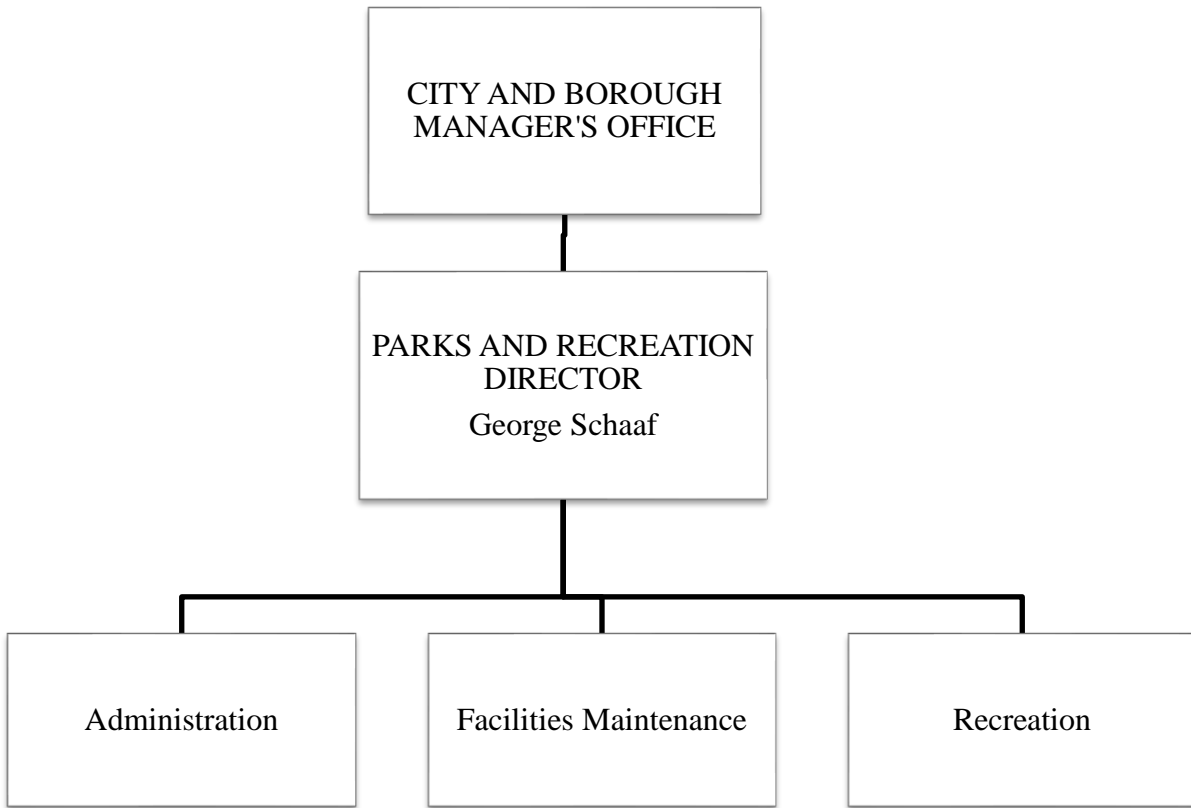 CITY AND BOROUGH
MANAGER'S OFFICE
PARKS AND RECREATION
DIRECTOR
George Schaaf
Administration
Facilities Maintenance
Recreation